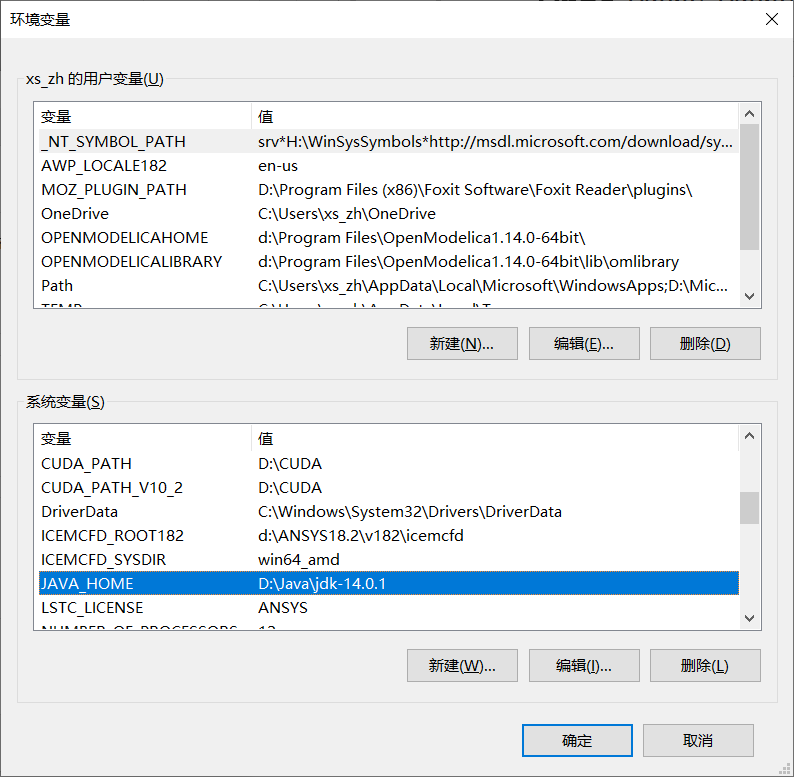 环境变量
xs_zh 的用户变量(U)
变量 值
_NT_SYMBOL_PATH srv*H:\WinSysSymbols*http://msdl.microsoft.com/download/sy...
AWP_LOCALE182 en-us
MOZ_PLUGIN_PATH D:\Program Files (x86)\Foxit Software\Foxit Reader\plugins\
OneDrive C:\Users\xs_zh\OneDrive
OPENMODELICAHOME d:\Program Files\OpenModelica1.14.0-64bit\
OPENMODELICALIBRARY d:\Program Files\OpenModelica1.14.0-64bit\lib\omlibrary
Path C:\Users\xs_zh\AppData\Local\Microsoft\WindowsApps;D:\Mic...
新建(N)... 编辑(E)... 删除(D)
系统变量(S)
变量 值
CUDA_PATH D:\CUDA
CUDA_PATH_V10_2 D:\CUDA
DriverData C:\Windows\System32\Drivers\DriverData
ICEMCFD_ROOT182 d:\ANSYS18.2\v182\icemcfd
ICEMCFD_SYSDIR win64_amd
JAVA_HOME D:\Java\jdk-14.0.1
LSTC_LICENSE ANSYS
NUMBER_OF_PROCESSORS 12
新建(W)... 编辑(I)... 删除(L)
确定 取消